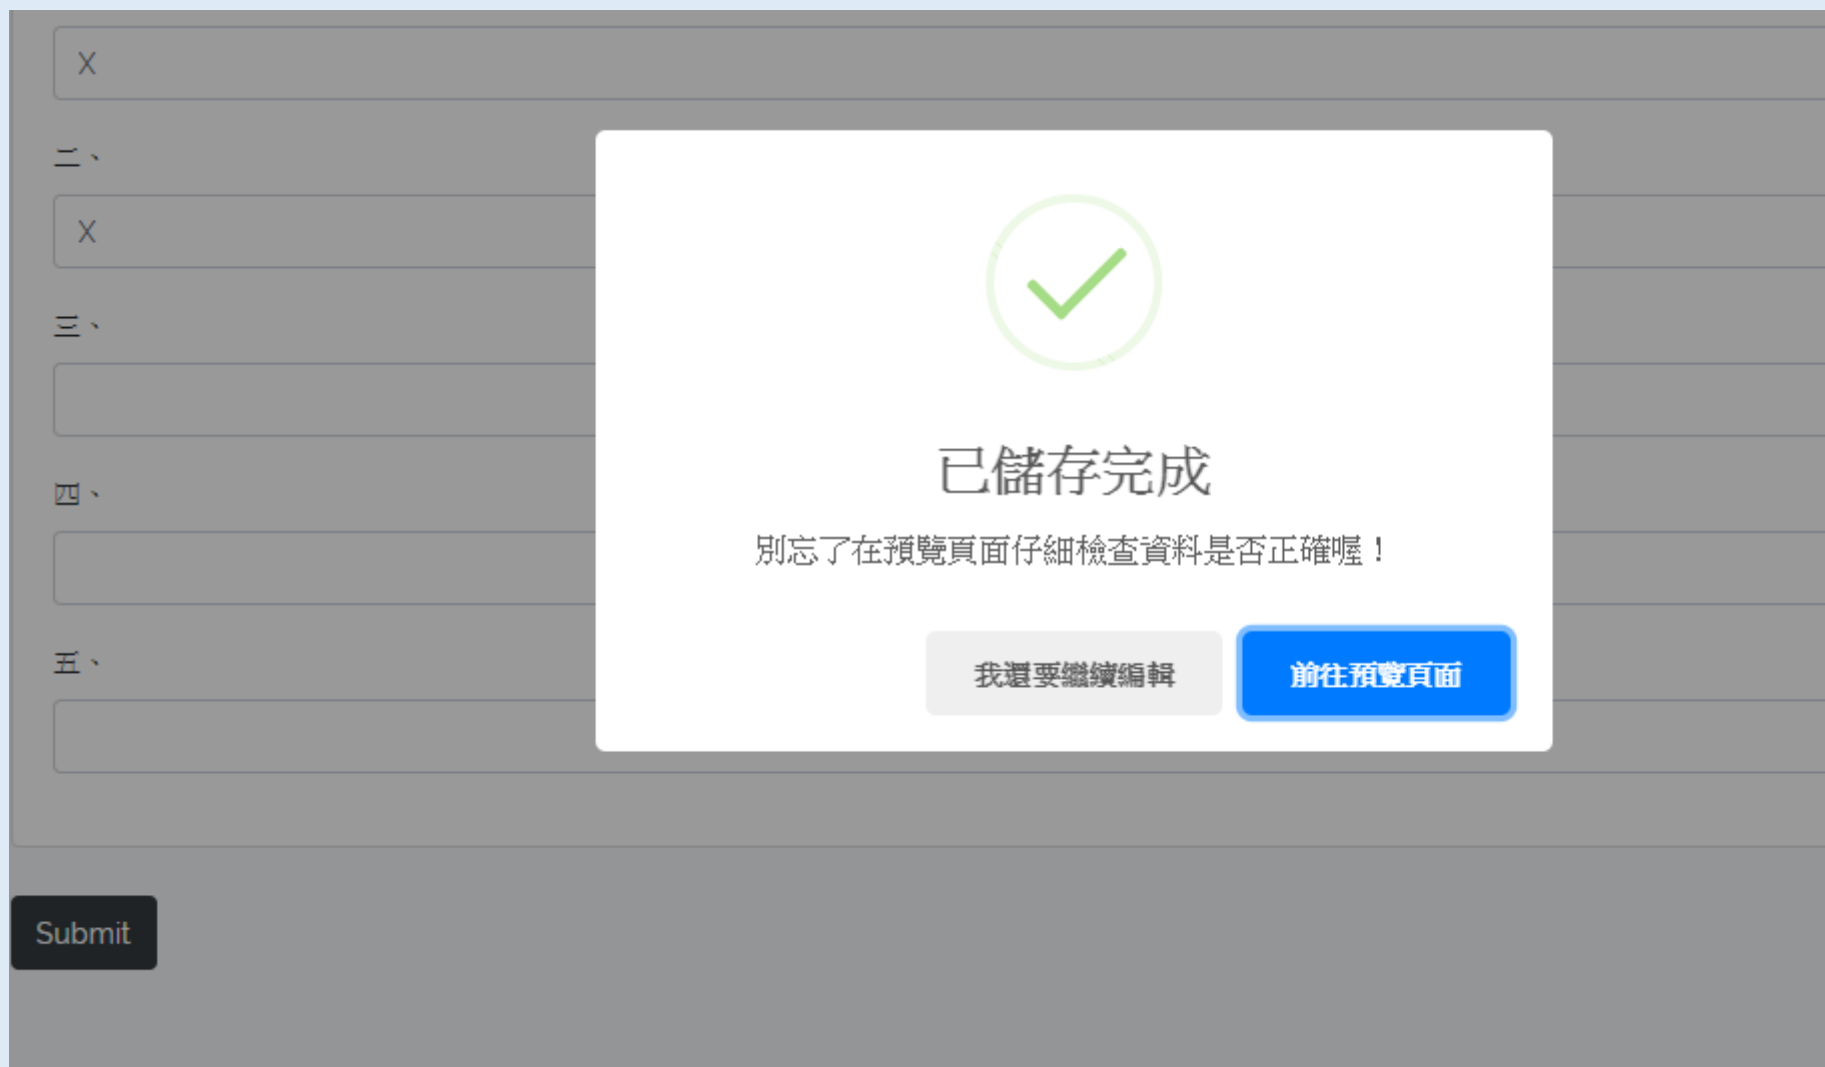 X
二、
X
三、
四、
五、
已儲存完成
別忘了在預覽頁面仔細檢查資料是否正確喔！
我還要繼續編輯
前往預覽頁面
Submit